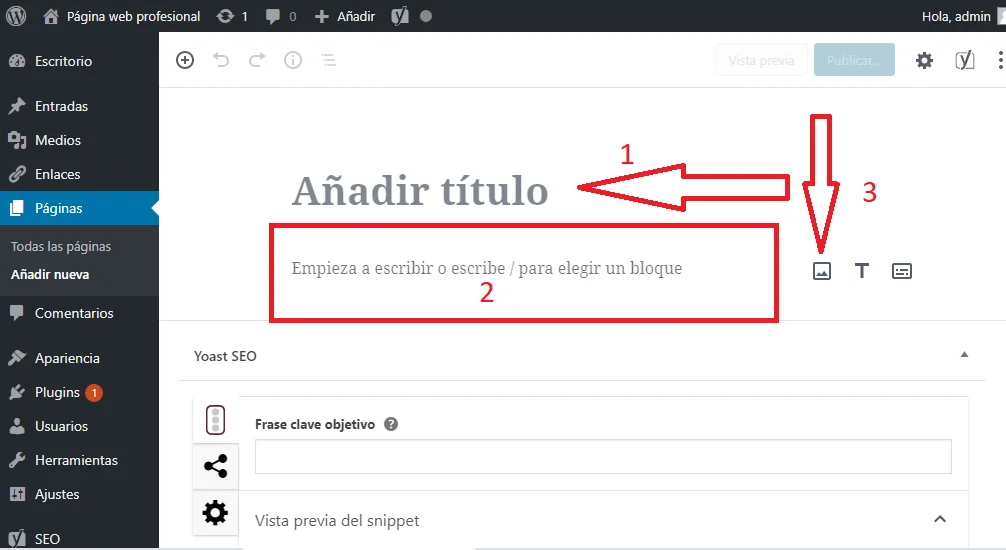 Página web profesional 1 0 Añadir Hola, admin
Escritorio
Entradas
Medios
Enlaces
Páginas
Todas las páginas
Añadir nueva
Comentarios
Apariencia
Plugins 1
Usuarios
Herramientas
Ajustes
SEO
Vista previa Publicar...
1
Añadir título
3
Empieza a escribir o escribe / para elegir un bloque
2
Yoast SEO
Frase clave objetivo ?
Vista previa del snippet